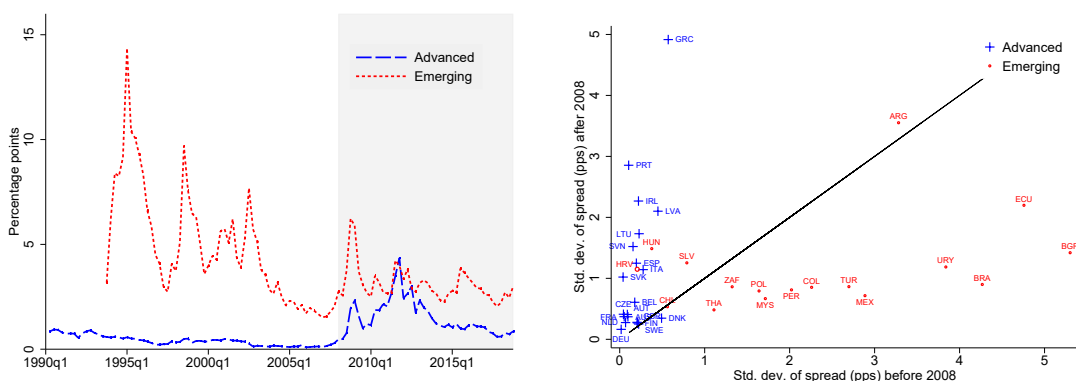 Percentage points
15
10
5
0
1990q1
1995q1
2000q1
2005q1
2010q1
2015q1
Advanced
Emerging
Std. dev. of spread (pps) after 2008
5
4
3
2
1
0
0
1
2
3
4
5
Std. dev. of spread (pps) before 2008
Advanced
Emerging
GRC
ARG
PRT
IRL
LVA
ECU
LTU
SVN
HUN
BGR
HRV
ESP
ITA
SLV
URY
SVK
ZAF
POL
MYS
PER
COL
TUR
MEX
BRA
CZE
BEL
CHL
THA
FRA
AUT
NLD
FIN
DNK
SWE
DEU